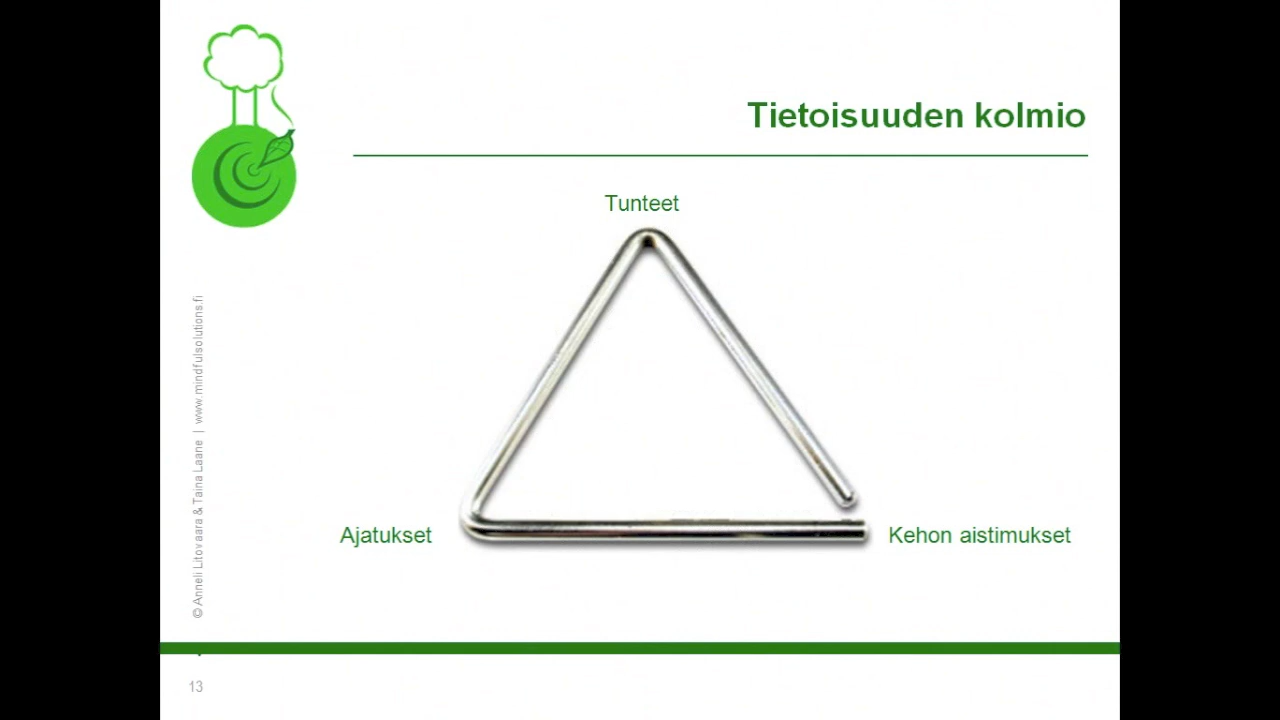 Tietoisuuden kolmio
Tunteet
Ajatukset
Kehon aistimukset
© Anneli Litovaara & Taina Laane | www.mindfulsolutions.fi
13